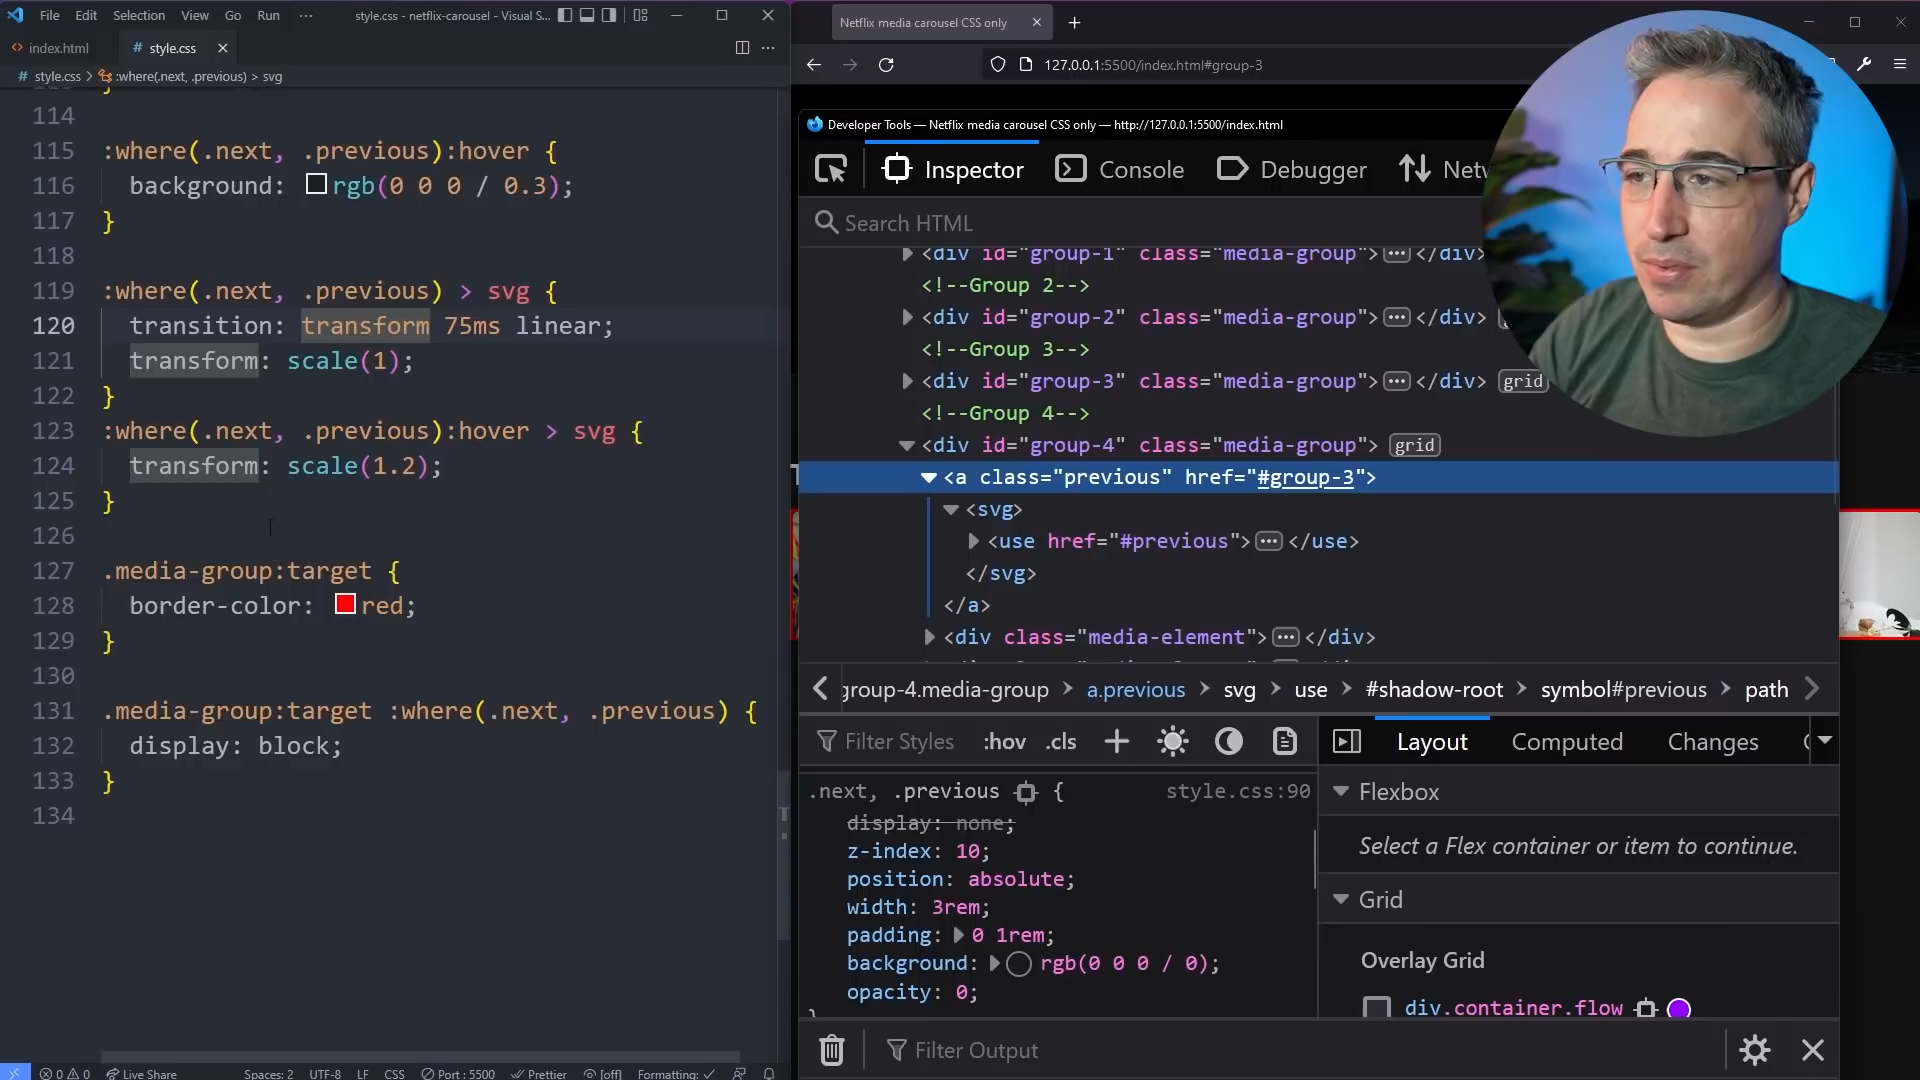 File Edit Selection View Go Run ··· style.css - netflix-carousel - Visual S...
index.html style.css
style.css > :where(.next, .previous) > svg
}
114
115 :where(.next, .previous):hover {
116 background: rgb(0 0 0 / 0.3);
117 }
118
119 :where(.next, .previous) > svg {
120 transition: transform 75ms linear;
121 transform: scale(1);
122 }
123 :where(.next, .previous):hover > svg {
124 transform: scale(1.2);
125 }
126
127 .media-group:target {
128 border-color: red;
129 }
130
131 .media-group:target :where(.next, .previous) {
132 display: block;
133 }
134
0 0 Live Share Spaces: 2 UTF-8 LF CSS Port : 5500 Prettier [off] Formatting: ✓
Netflix media carousel CSS only
127.0.0.1:5500/index.html#group-3
Developer Tools — Netflix media carousel CSS only — http://127.0.0.1:5500/index.html
Inspector Console Debugger Netw
Search HTML
<div id="group-1" class="media-group"> ··· </div>
<!--Group 2-->
<div id="group-2" class="media-group"> ··· </div>
<!--Group 3-->
<div id="group-3" class="media-group"> ··· </div> grid
<!--Group 4-->
<div id="group-4" class="media-group"> grid
<a class="previous" href="#group-3">
<svg>
<use href="#previous"> ··· </use>
</svg>
</a>
<div class="media-element"> ··· </div>
group-4.media-group > a.previous > svg > use > #shadow-root > symbol#previous > path
Filter Styles :hov .cls
.next, .previous { style.css:90
display: none;
z-index: 10;
position: absolute;
width: 3rem;
padding: 0 1rem;
background: rgb(0 0 0 / 0);
opacity: 0;
}
Layout Computed Changes
Flexbox
Select a Flex container or item to continue.
Grid
Overlay Grid
div.container.flow
Filter Output